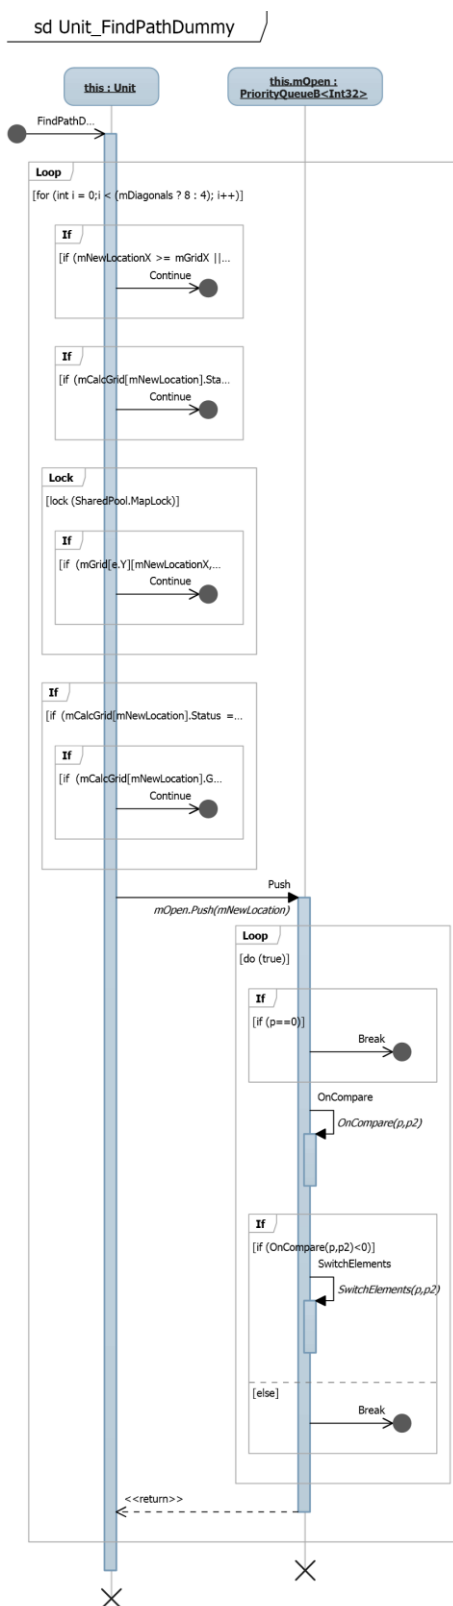 sd Unit_FindPathDummy
this : Unit
this.mOpen :
PriorityQueueB<Int32>
FindPathD...
Loop
[for (int i = 0;i < (mDiagonals ? 8 : 4); i++)]
If
[if (mNewLocationX >= mGridX ||...
Continue
If
[if (mCalcGrid[mNewLocation].Sta...
Continue
Lock
[lock (SharedPool.MapLock)]
If
[if (mGrid[e.Y][mNewLocationX,...
Continue
If
[if (mCalcGrid[mNewLocation].Status =...
If
[if (mCalcGrid[mNewLocation].G...
Continue
Push
mOpen.Push(mNewLocation)
Loop
[do (true)]
If
[if (p==0)]
Break
OnCompare
OnCompare(p,p2)
If
[if (OnCompare(p,p2)<0)]
SwitchElements
SwitchElements(p,p2)
[else]
Break
<<return>>